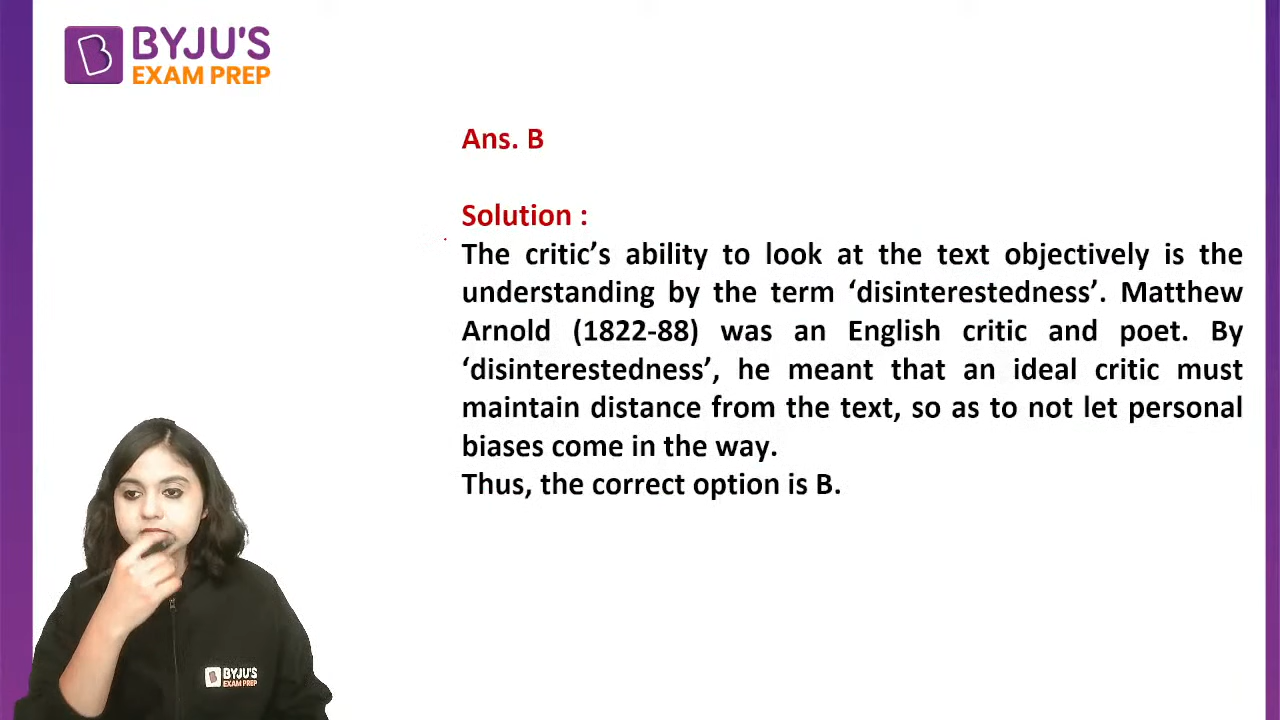 BYJU'S
EXAM PREP
Ans. B
Solution :
The critic’s ability to look at the text objectively is the
understanding by the term ‘disinterestedness’. Matthew
Arnold (1822-88) was an English critic and poet. By
‘disinterestedness’, he meant that an ideal critic must
maintain distance from the text, so as to not let personal
biases come in the way.
Thus, the correct option is B.
BYJU'S
EXAM PREP